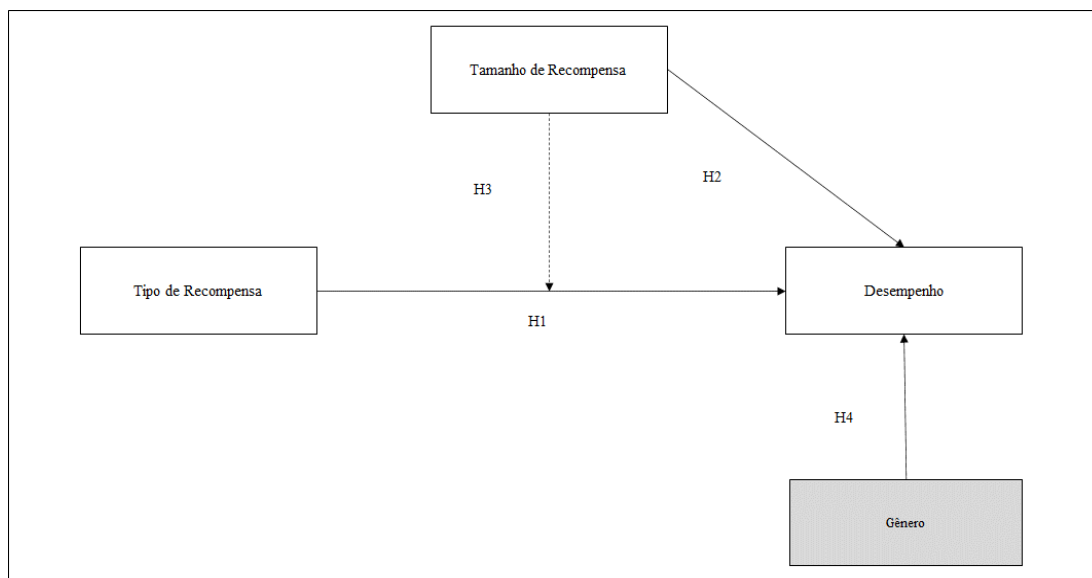 Tamanho de Recompensa
H3
H2
Tipo de Recompensa
Desempenho
H1
H4
Gênero